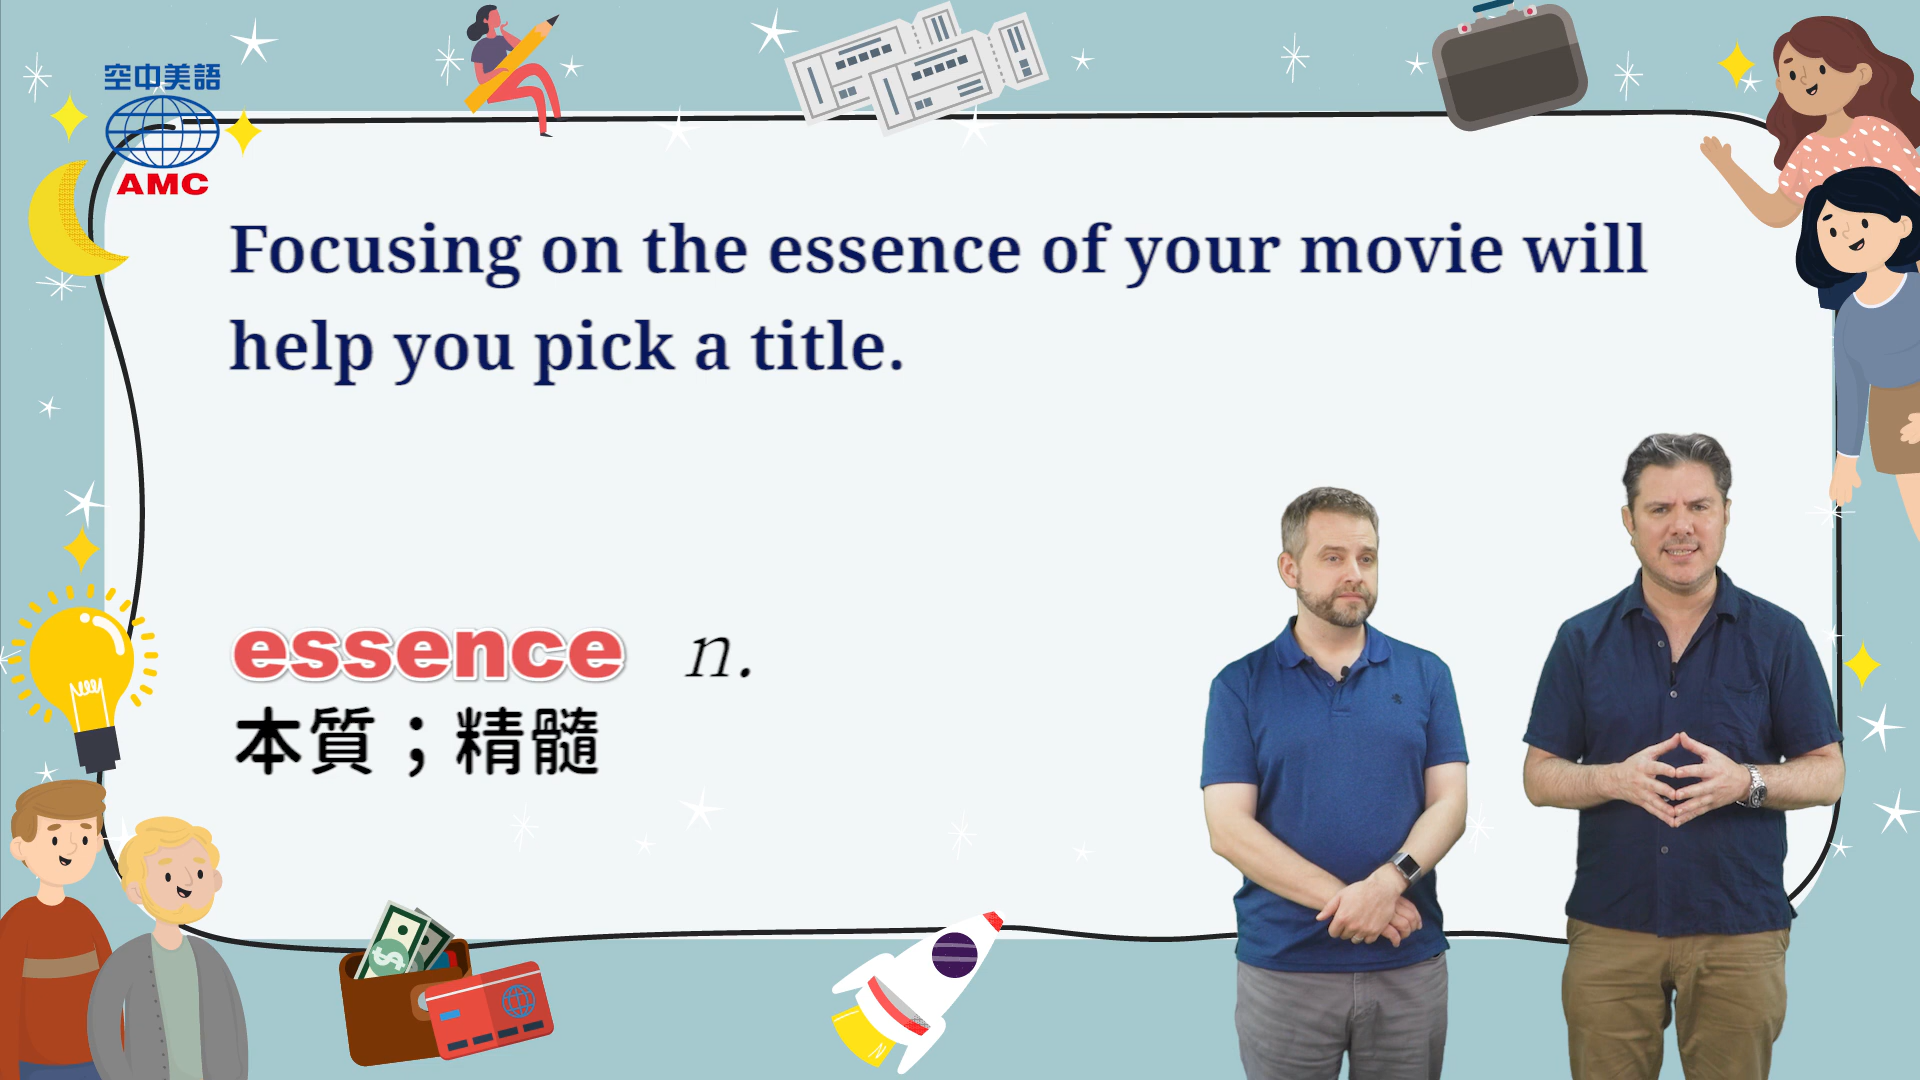 空中美語
AMC
Focusing on the essence of your movie will
help you pick a title.
essence n.
本質；精髓